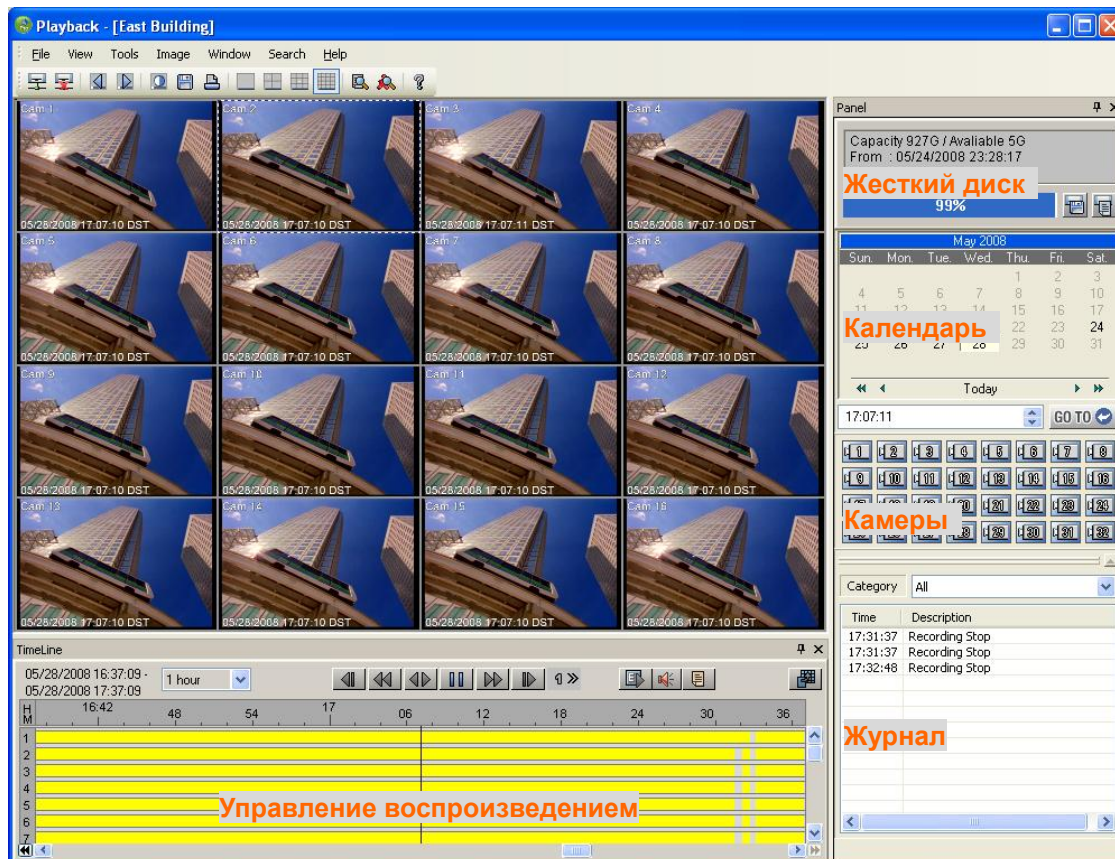 Playback - [East Building]
File View Tools Image Window Search Help
Cam 1 Cam 2 Cam 3 Cam 4
05/28/2008 17:07:10 DST 05/28/2008 17:07:10 DST 05/28/2008 17:07:11 DST 05/28/2008 17:07:10 DST
Cam 5 Cam 6 Cam 7 Cam 8
05/28/2008 17:07:10 DST 05/28/2008 17:07:10 DST 05/28/2008 17:07:10 DST 05/28/2008 17:07:10 DST
Cam 9 Cam 10 Cam 11 Cam 12
05/28/2008 17:07:10 DST 05/28/2008 17:07:10 DST 05/28/2008 17:07:10 DST 05/28/2008 17:07:10 DST
Cam 13 Cam 14 Cam 15 Cam 16
05/28/2008 17:07:10 DST 05/28/2008 17:07:10 DST 05/28/2008 17:07:10 DST 05/28/2008 17:07:10 DST
Panel
Capacity 927G / Avaliable 5G
From : 05/24/2008 23:28:17
Жесткий диск
99%
May 2008
Sun. Mon. Tue. Wed. Thu. Fri. Sat.
1 2 3
4 5 6 7 8 9 10
11 12 13 14 15 16 17
Календарь
22 23 24
25 26 27 28 29 30 31
Today
17:07:11 GO TO
1 2 3 4 5 6 7 8
9 10 11 12 13 14 15 16
20 21 22 23 24
Камеры
28 29 30 31 32
Category All
Time Description
17:31:37 Recording Stop
17:31:37 Recording Stop
17:32:48 Recording Stop
Журнал
TimeLine
05/28/2008 16:37:09 -
05/28/2008 17:37:09
1 hour
H
M
16:42 48 54 17 06 12 18 24 30 36
1
2
3
4
5
6
7
Управление воспроизведением